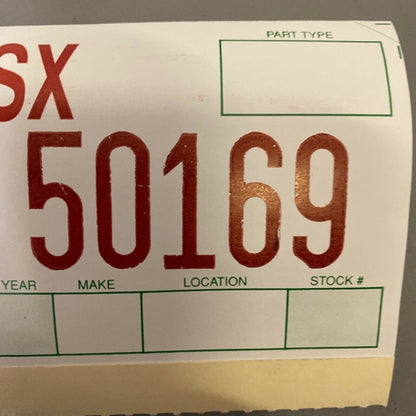 PART TYPE
SX
50169
YEAR MAKE LOCATION STOCK #